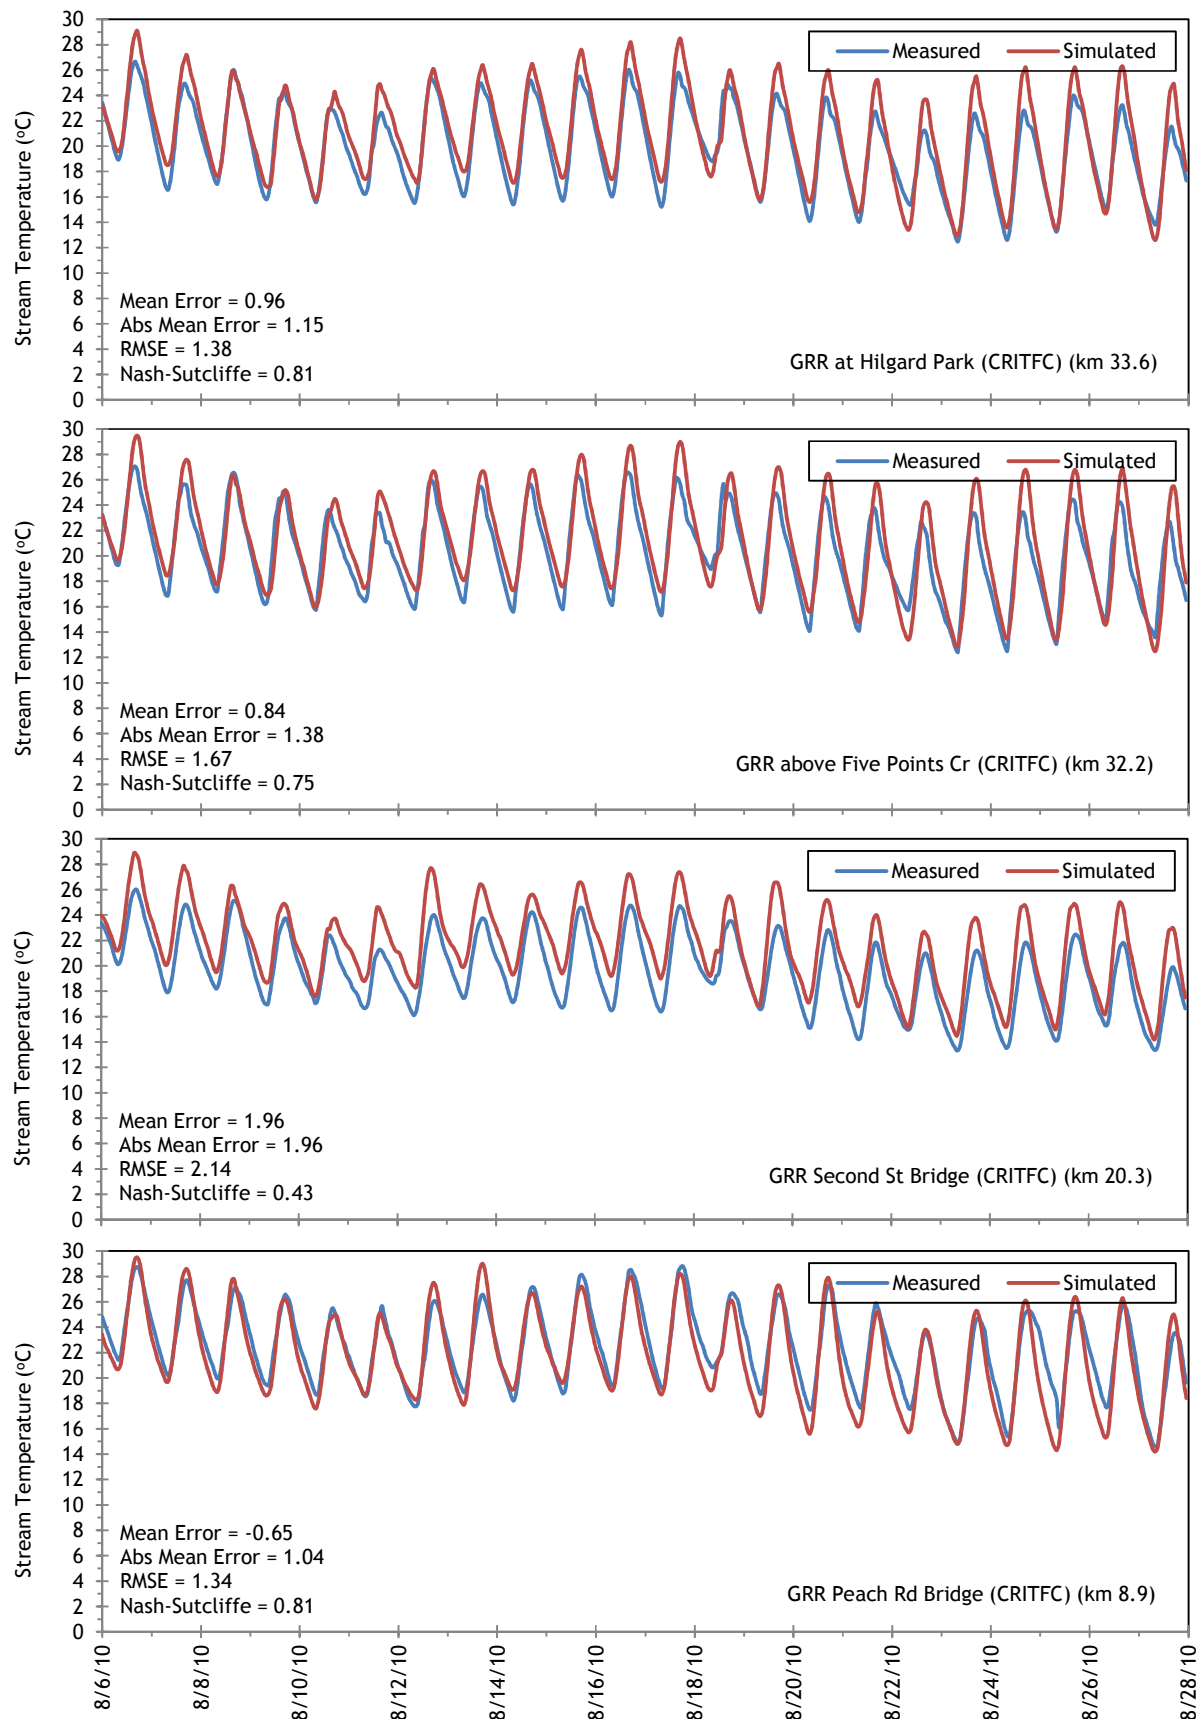 30
28
26
24
22
20
18
16
14
12
10
8
6
4
2
0
Stream Temperature (ºC)
Measured Simulated
Mean Error = 0.96
Abs Mean Error = 1.15
RMSE = 1.38
Nash-Sutcliffe = 0.81
GRR at Hilgard Park (CRITFC) (km 33.6)
30
28
26
24
22
20
18
16
14
12
10
8
6
4
2
0
Stream Temperature (ºC)
Measured Simulated
Mean Error = 0.84
Abs Mean Error = 1.38
RMSE = 1.67
Nash-Sutcliffe = 0.75
GRR above Five Points Cr (CRITFC) (km 32.2)
30
28
26
24
22
20
18
16
14
12
10
8
6
4
2
0
Stream Temperature (ºC)
Measured Simulated
Mean Error = 1.96
Abs Mean Error = 1.96
RMSE = 2.14
Nash-Sutcliffe = 0.43
GRR Second St Bridge (CRITFC) (km 20.3)
30
28
26
24
22
20
18
16
14
12
10
8
6
4
2
0
Stream Temperature (ºC)
Measured Simulated
Mean Error = -0.65
Abs Mean Error = 1.04
RMSE = 1.34
Nash-Sutcliffe = 0.81
GRR Peach Rd Bridge (CRITFC) (km 8.9)
8/6/10
8/8/10
8/10/10
8/12/10
8/14/10
8/16/10
8/18/10
8/20/10
8/22/10
8/24/10
8/26/10
8/28/10